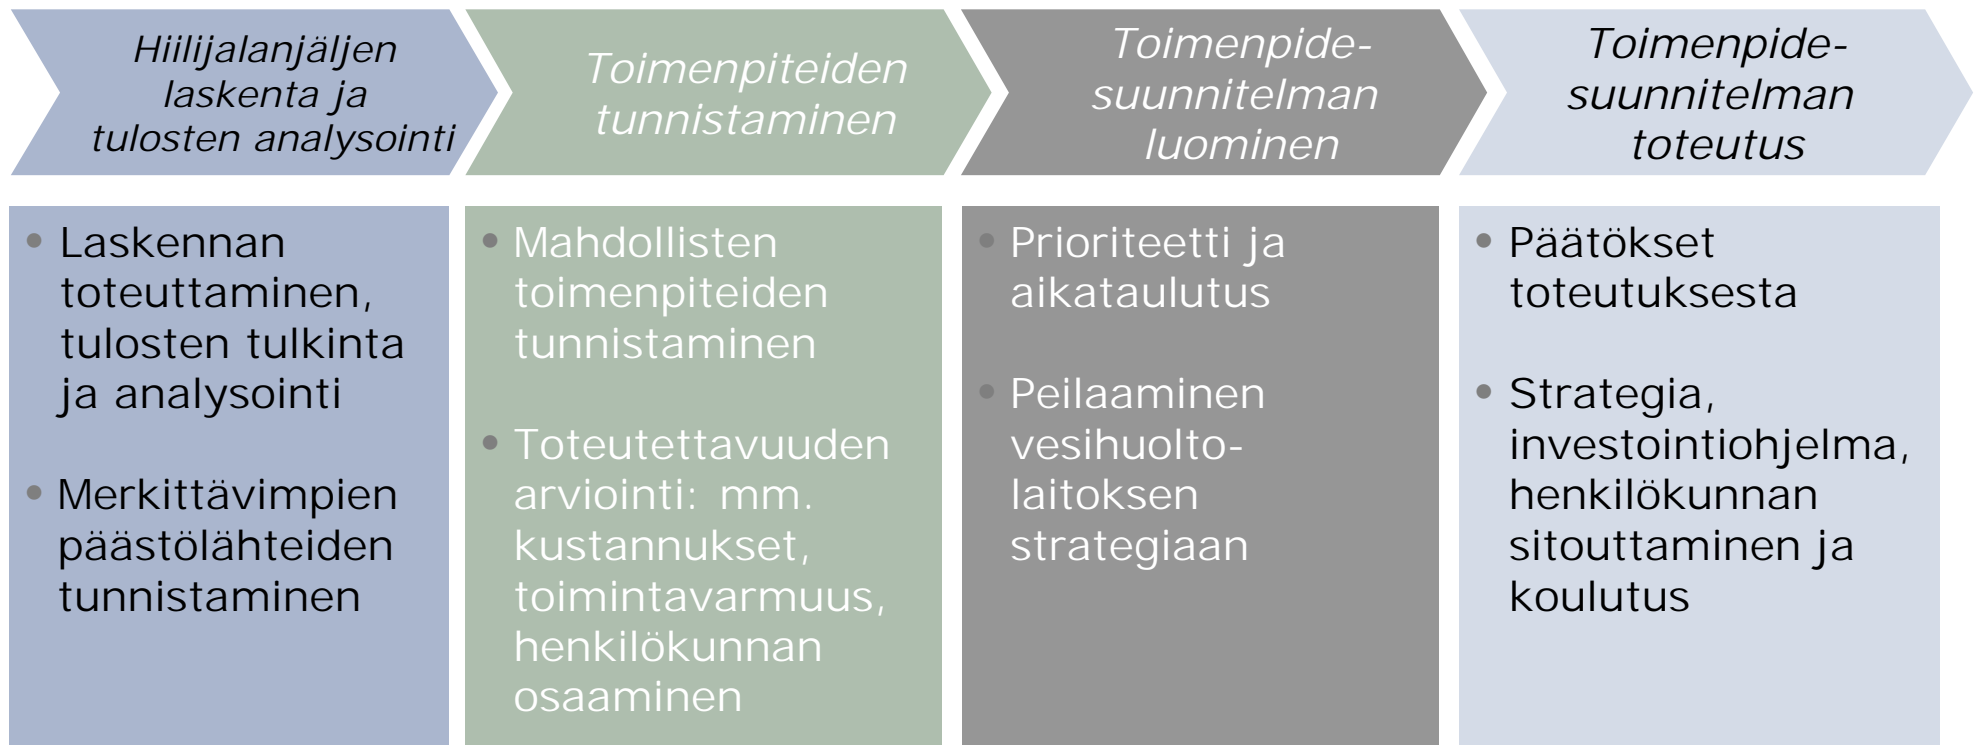 Hiilijalanjäljen
laskenta ja
tulosten analysointi
Toimenpiteiden
tunnistaminen
Toimenpide-
suunnitelman
luominen
Toimenpide-
suunnitelman
toteutus
• Laskennan
toteuttaminen,
tulosten tulkinta
ja analysointi
• Merkittävimpien
päästölähteiden
tunnistaminen
• Mahdollisten
toimenpiteiden
tunnistaminen
• Toteutettavuuden
arviointi: mm.
kustannukset,
toimintavarmuus,
henkilökunnan
osaaminen
• Prioriteetti ja
aikataulutus
• Peilaaminen
vesihuolto-
laitoksen
strategiaan
• Päätökset
toteutuksesta
• Strategia,
investointiohjelma,
henkilökunnan
sitouttaminen ja
koulutus